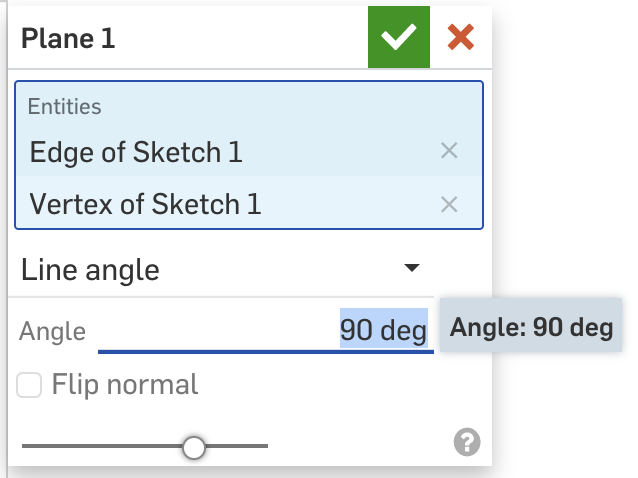 Plane 1
Entities
Edge of Sketch 1
Vertex of Sketch 1
Line angle
Angle 90 deg Angle: 90 deg
Flip normal
?